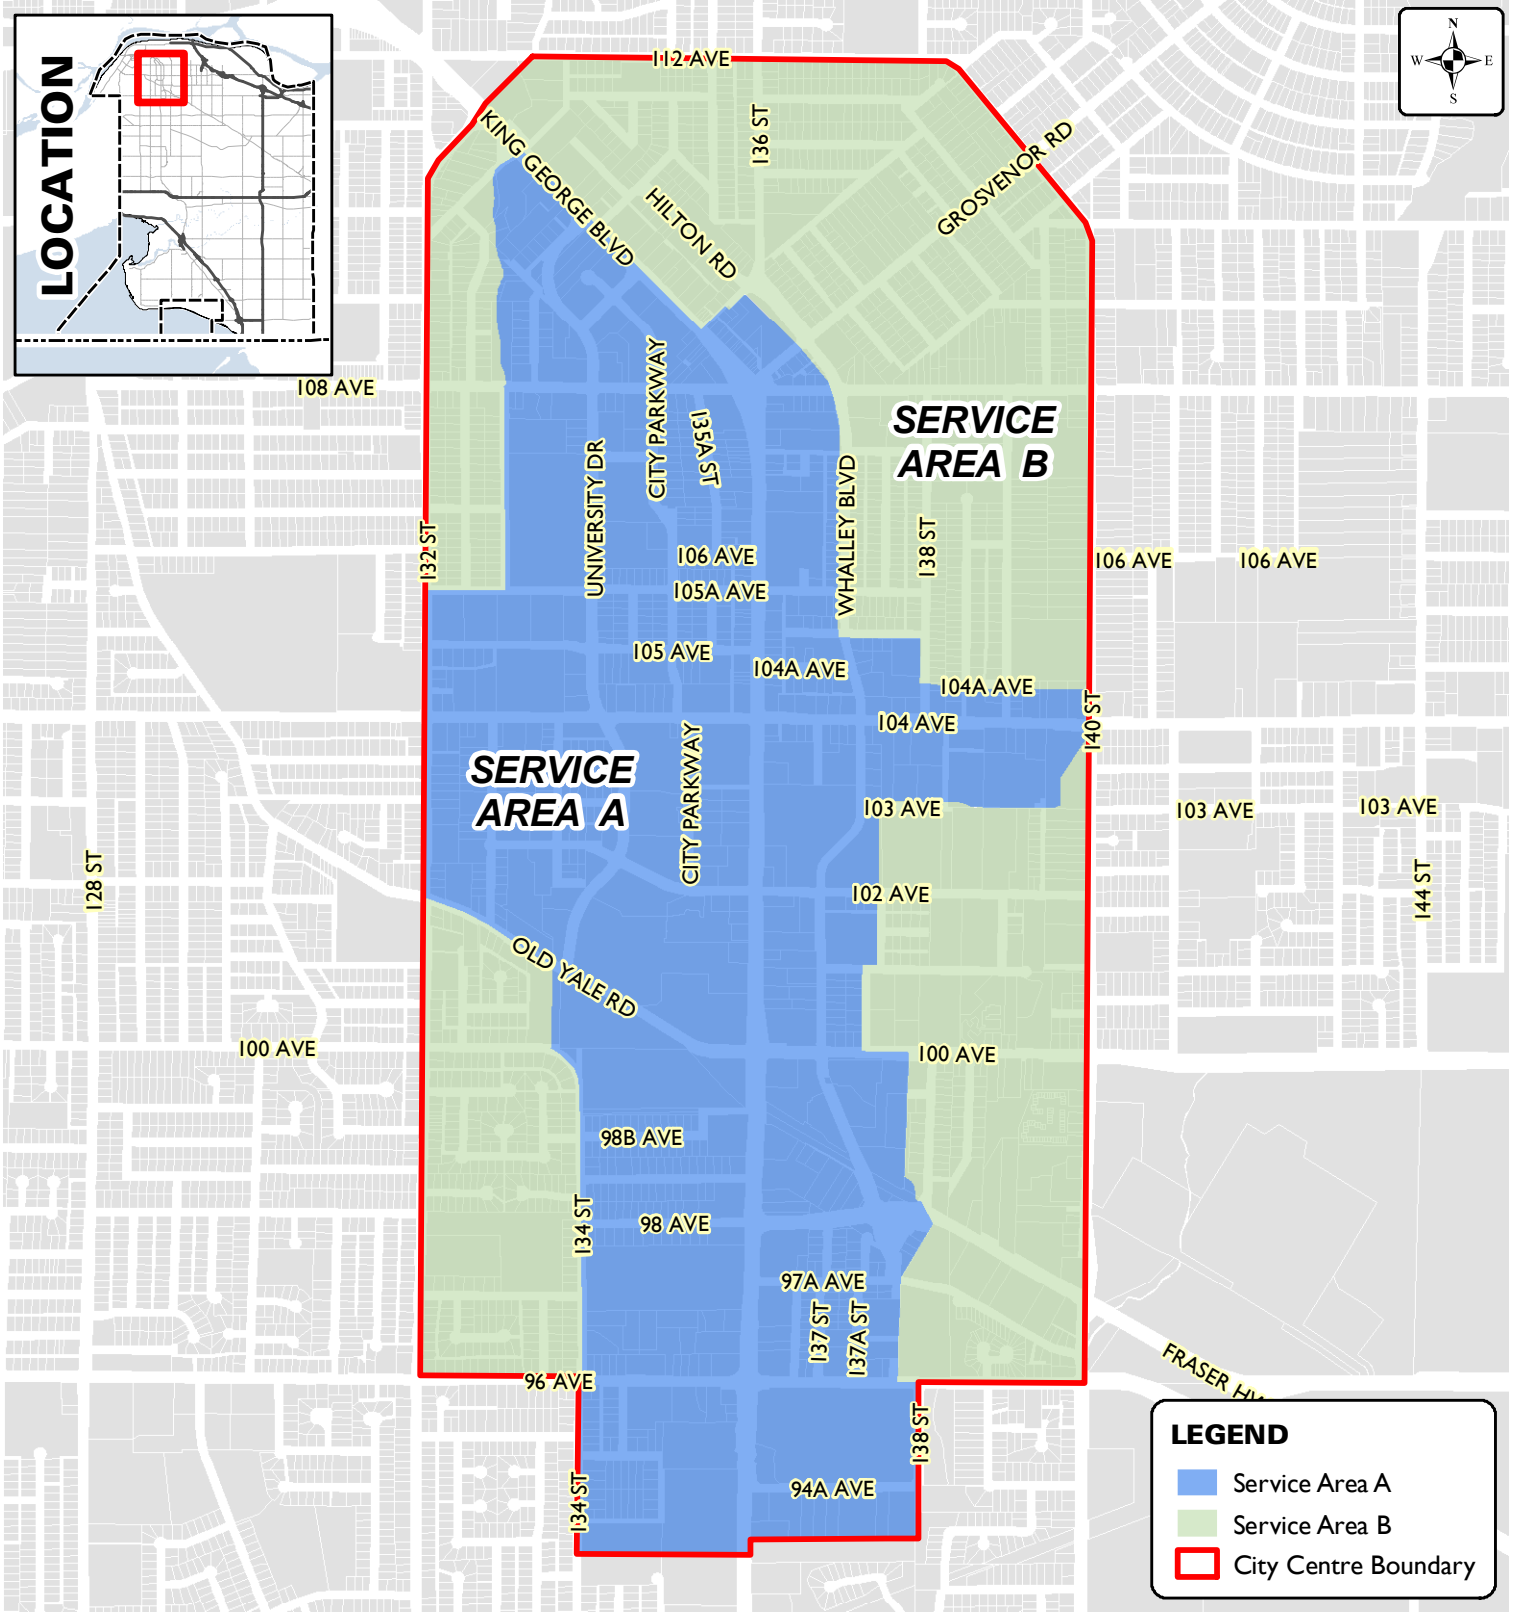 LOCATION
N
W E
S
112 AVE
KING GEORGE BLVD
136 ST
HILTON RD
GROSVENOR RD
108 AVE
CITY PARKWAY
135A ST
UNIVERSITY DR
WHALLEY BLVD
SERVICE
AREA B
132 ST
138 ST
106 AVE
106 AVE
106 AVE
105A AVE
105 AVE
104A AVE
104A AVE
104 AVE
140 ST
CITY PARKWAY
SERVICE
AREA A
103 AVE
103 AVE
103 AVE
128 ST
102 AVE
144 ST
OLD YALE RD
100 AVE
100 AVE
98B AVE
134 ST
98 AVE
97A AVE
137 ST
137A ST
96 AVE
FRASER HW
138 ST
94A AVE
134 ST
LEGEND
Service Area A
Service Area B
City Centre Boundary